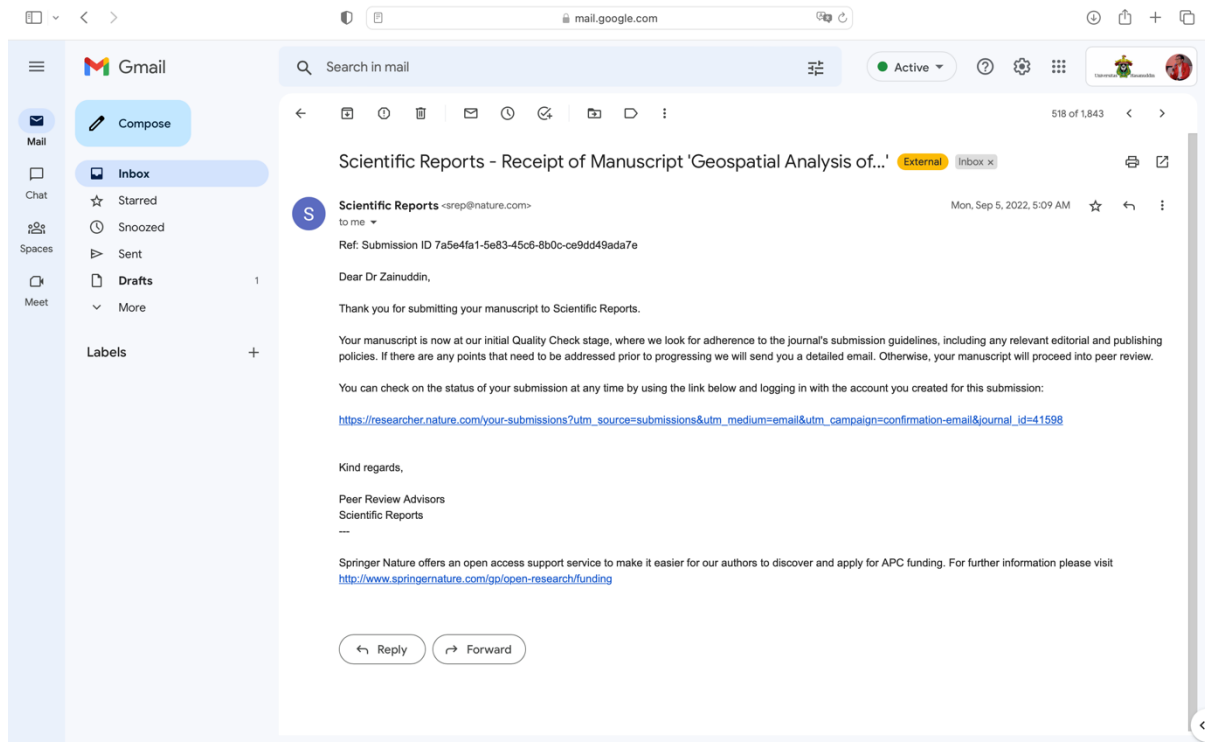 mail.google.com
Gmail
Search in mail
Active
Universitas Hasanuddin
Compose
518 of 1,843
Mail
Chat
Spaces
Meet
Inbox
Starred
Snoozed
Sent
Drafts 1
More
Labels
Scientific Reports - Receipt of Manuscript 'Geospatial Analysis of...' External Inbox x
S
Scientific Reports <srep@nature.com> Mon, Sep 5, 2022, 5:09 AM
to me
Ref: Submission ID 7a5e4fa1-5e83-45c6-8b0c-ce9dd49ada7e
Dear Dr Zainuddin,
Thank you for submitting your manuscript to Scientific Reports.
Your manuscript is now at our initial Quality Check stage, where we look for adherence to the journal's submission guidelines, including any relevant editorial and publishing
policies. If there are any points that need to be addressed prior to progressing we will send you a detailed email. Otherwise, your manuscript will proceed into peer review.
You can check on the status of your submission at any time by using the link below and logging in with the account you created for this submission:
https://researcher.nature.com/your-submissions?utm_source=submissions&utm_medium=email&utm_campaign=confirmation-email&journal_id=41598
Kind regards,
Peer Review Advisors
Scientific Reports
---
Springer Nature offers an open access support service to make it easier for our authors to discover and apply for APC funding. For further information please visit
http://www.springernature.com/gp/open-research/funding
Reply
Forward